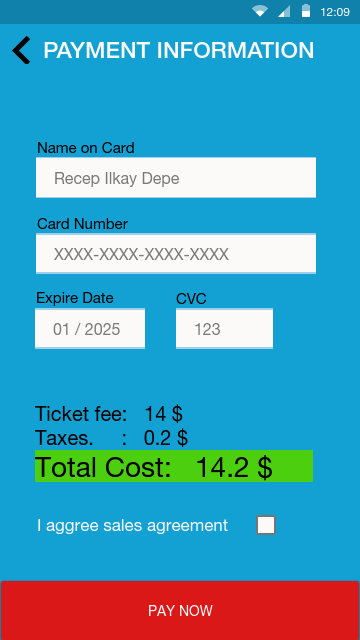 12:09
PAYMENT INFORMATION
Name on Card
Recep Ilkay Depe
Card Number
XXXX-XXXX-XXXX-XXXX
Expire Date CVC
01 / 2025 123
Ticket fee: 14 $
Taxes. : 0.2 $
Total Cost: 14.2 $
I aggree sales agreement
PAY NOW